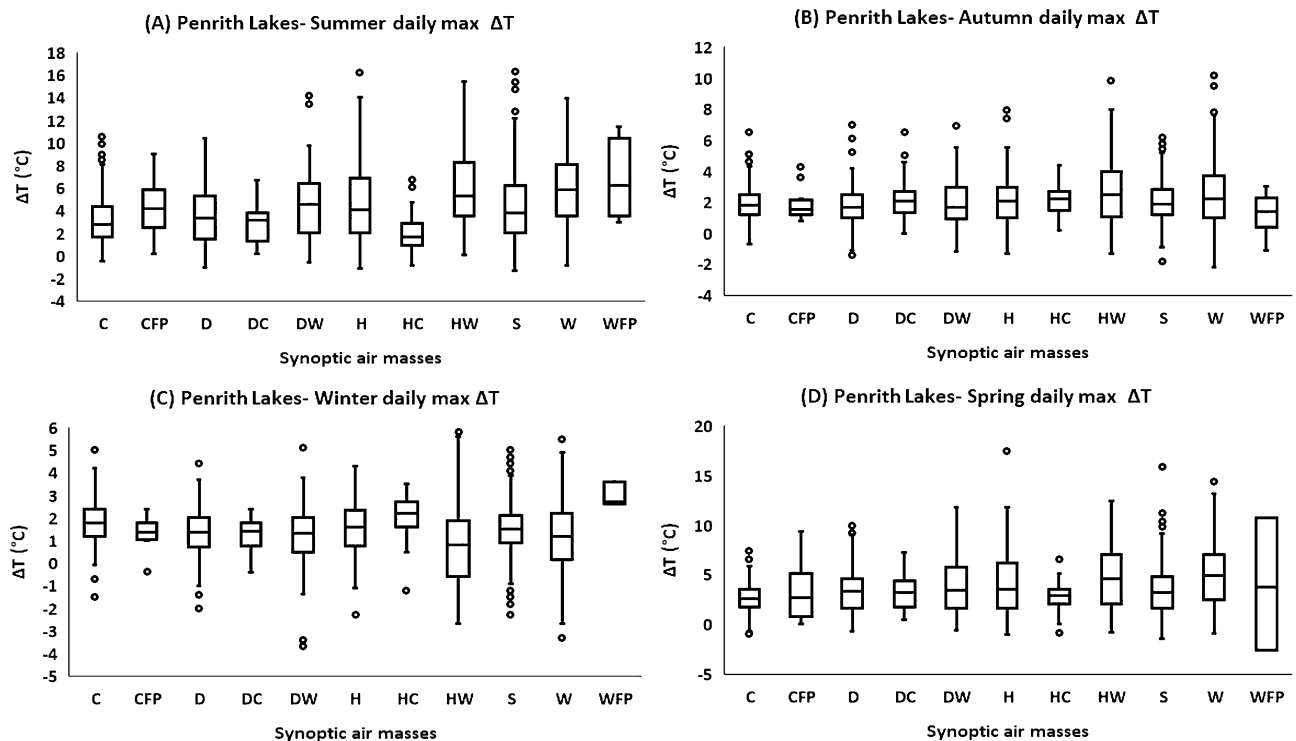 (A) Penrith Lakes- Summer daily max ΔT
18
16
14
12
10
8
6
4
2
0
-2
-4
ΔT (°C)
C CFP D DC DW H HC HW S W WFP
Synoptic air masses
(B) Penrith Lakes- Autumn daily max ΔT
12
10
8
6
4
2
0
-2
-4
ΔT (°C)
C CFP D DC DW H HC HW S W WFP
Synoptic air masses
(C) Penrith Lakes- Winter daily max ΔT
6
5
4
3
2
1
0
-1
-2
-3
-4
-5
ΔT (°C)
C CFP D DC DW H HC HW S W WFP
Synoptic air masses
(D) Penrith Lakes- Spring daily max ΔT
20
15
10
5
0
-5
ΔT (°C)
C CFP D DC DW H HC HW S W WFP
Synoptic air masses